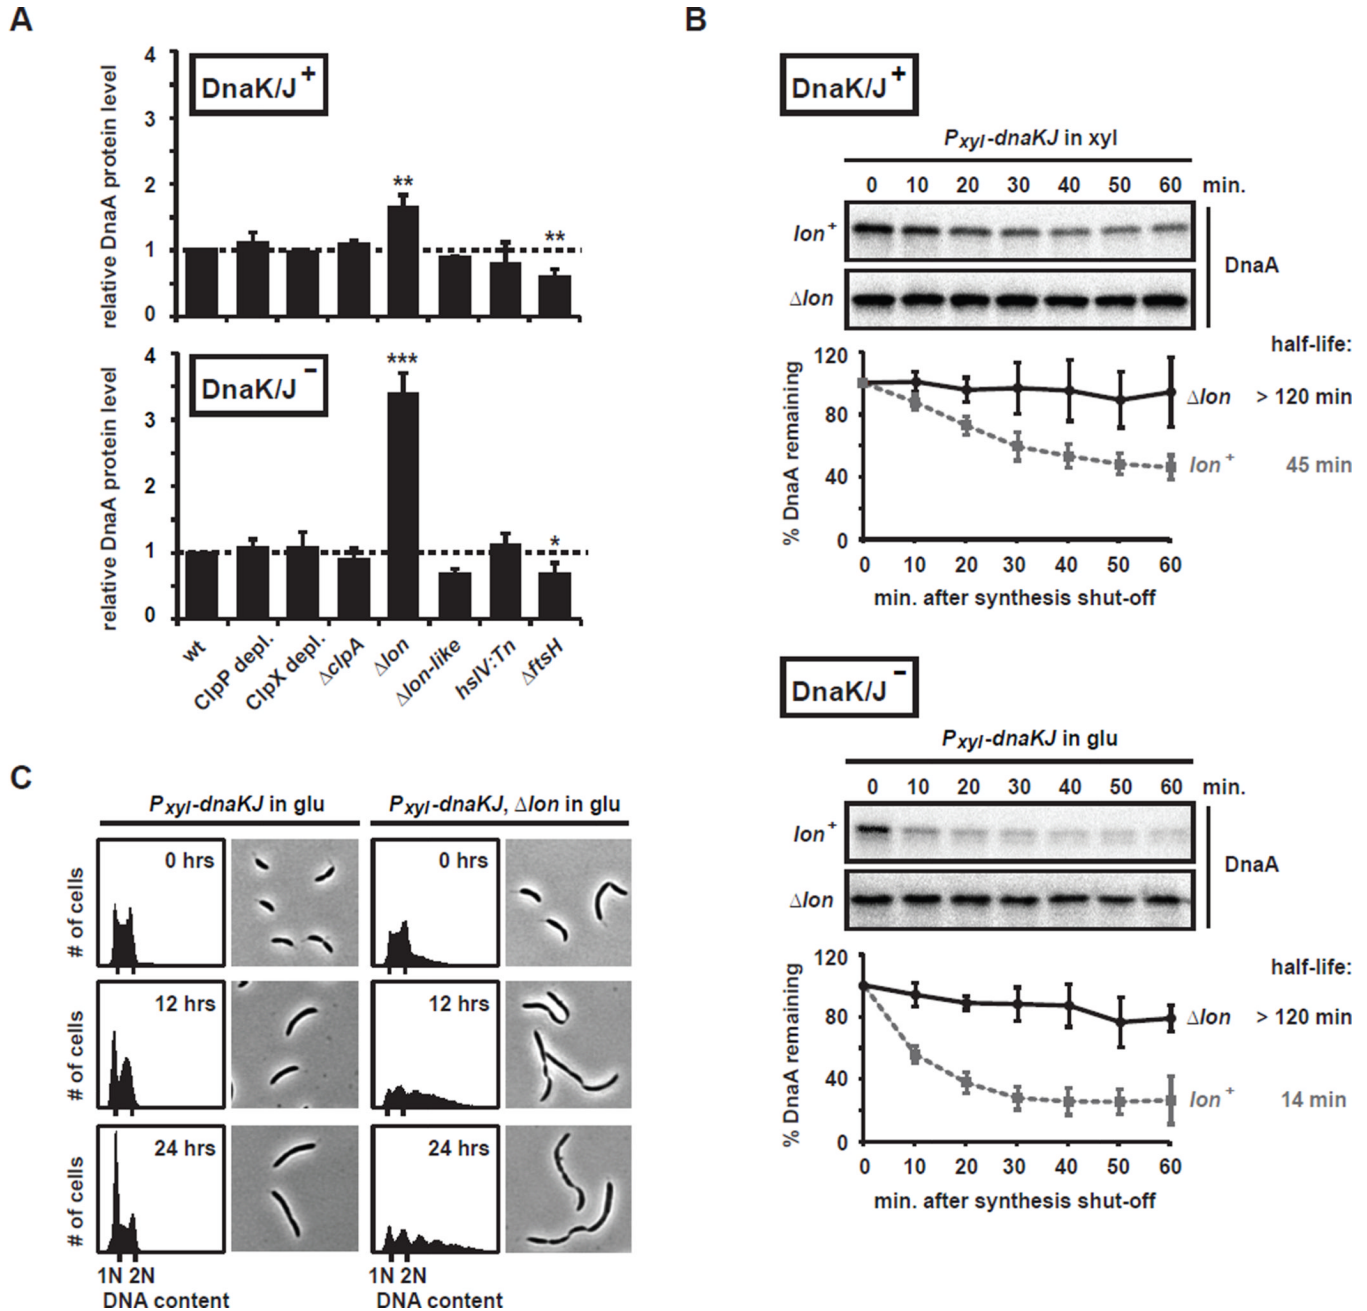 A
DnaK/J +
relative DnaA protein level
4
3
2
1
0
**
**
DnaK/J −
relative DnaA protein level
4
3
2
1
0
***
*
wt
ClpP depl.
ClpX depl.
ΔclpA
Δlon
Δlon-like
hslV:Tn
ΔftsH
B
DnaK/J +
Pxyl-dnaKJ in xyl
0 10 20 30 40 50 60 min.
lon+
Δlon
DnaA
half-life:
% DnaA remaining
120
80
40
0
Δlon > 120 min
lon+ 45 min
0 10 20 30 40 50 60
min. after synthesis shut-off
DnaK/J −
Pxyl-dnaKJ in glu
0 10 20 30 40 50 60 min.
lon+
Δlon
DnaA
half-life:
% DnaA remaining
120
80
40
0
Δlon > 120 min
lon+ 14 min
0 10 20 30 40 50 60
min. after synthesis shut-off
C
Pxyl-dnaKJ in glu
Pxyl-dnaKJ, Δlon in glu
# of cells
0 hrs
0 hrs
# of cells
12 hrs
12 hrs
# of cells
24 hrs
24 hrs
1N 2N
DNA content
1N 2N
DNA content